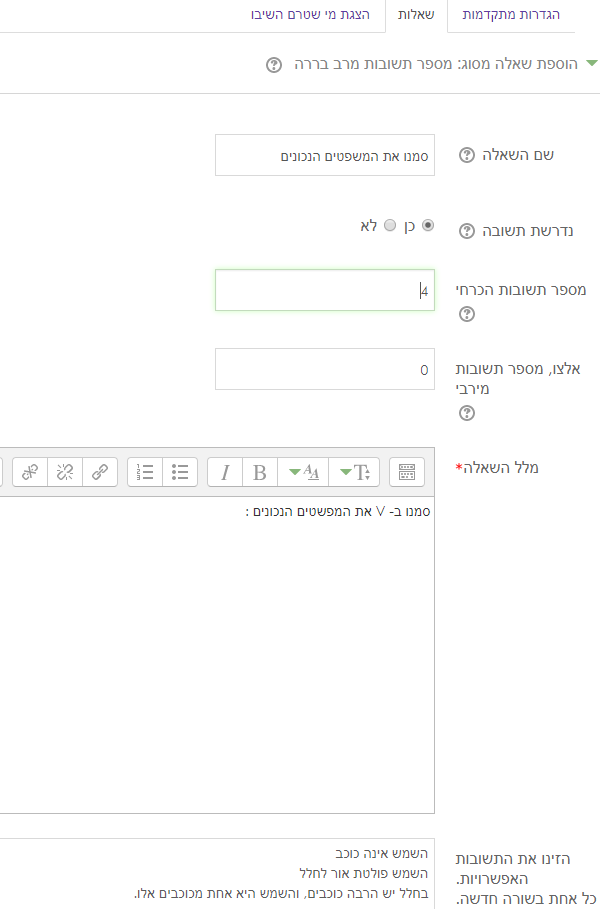 הגדרות מתקדמות שאלות הצגת מי שטרם השיבו
הוספת שאלה מסוג: מספר תשובות מרב בררה
שם השאלה
סמנו את המשפטים הנכונים
נדרשת תשובה
כן לא
מספר תשובות הכרחי
4
אלצו, מספר תשובות
מירבי
0
מלל השאלה*
I B
סמנו ב- V את המפשטים הנכונים :
הזינו את התשובות
האפשרויות.
כל אחת בשורה חדשה.
השמש אינה כוכב
השמש פולטת אור לחלל
בחלל יש הרבה כוכבים, והשמש היא אחת מכוכבים אלו.